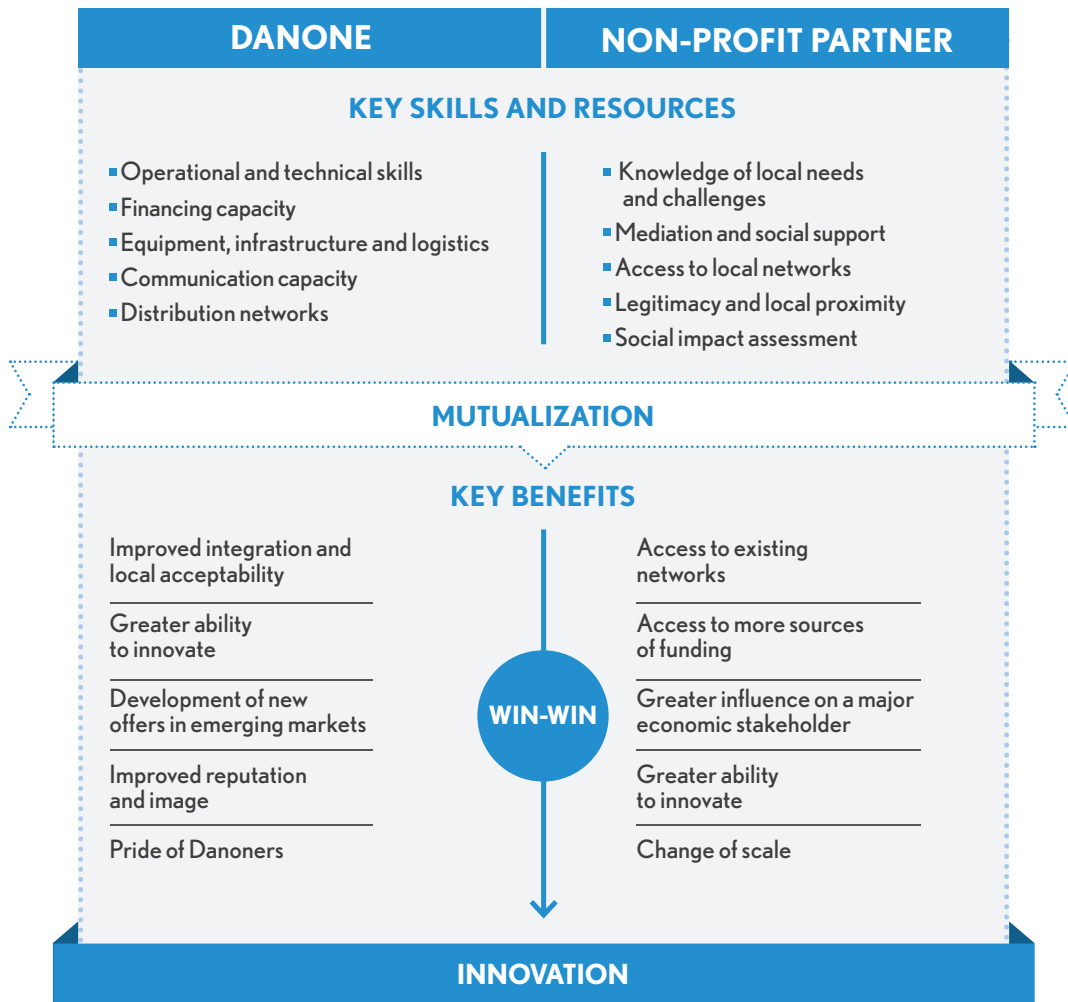 DANONE
NON-PROFIT PARTNER
KEY SKILLS AND RESOURCES
Operational and technical skills
Financing capacity
Equipment, infrastructure and logistics
Communication capacity
Distribution networks
Knowledge of local needs
and challenges
Mediation and social support
Access to local networks
Legitimacy and local proximity
Social impact assessment
MUTUALIZATION
KEY BENEFITS
Improved integration and
local acceptability
Greater ability
to innovate
Development of new
offers in emerging markets
Improved reputation
and image
Pride of Danoners
WIN-WIN
Access to existing
networks
Access to more sources
of funding
Greater influence on a major
economic stakeholder
Greater ability
to innovate
Change of scale
INNOVATION